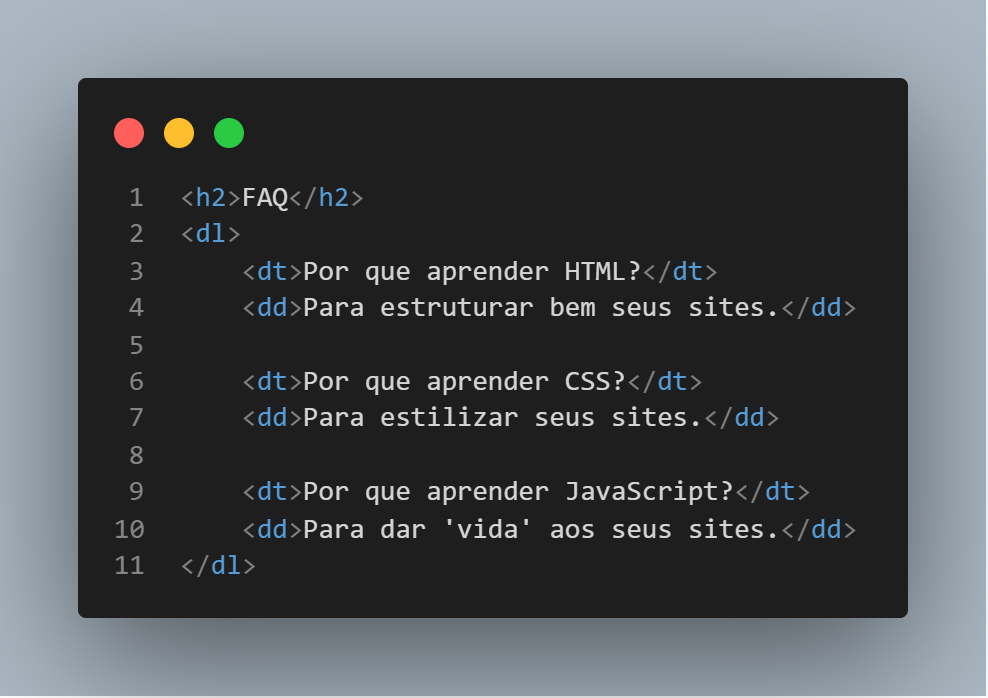 1 <h2>FAQ</h2>
2 <dl>
3     <dt>Por que aprender HTML?</dt>
4     <dd>Para estruturar bem seus sites.</dd>
5
6     <dt>Por que aprender CSS?</dt>
7     <dd>Para estilizar seus sites.</dd>
8
9     <dt>Por que aprender JavaScript?</dt>
10     <dd>Para dar 'vida' aos seus sites.</dd>
11 </dl>